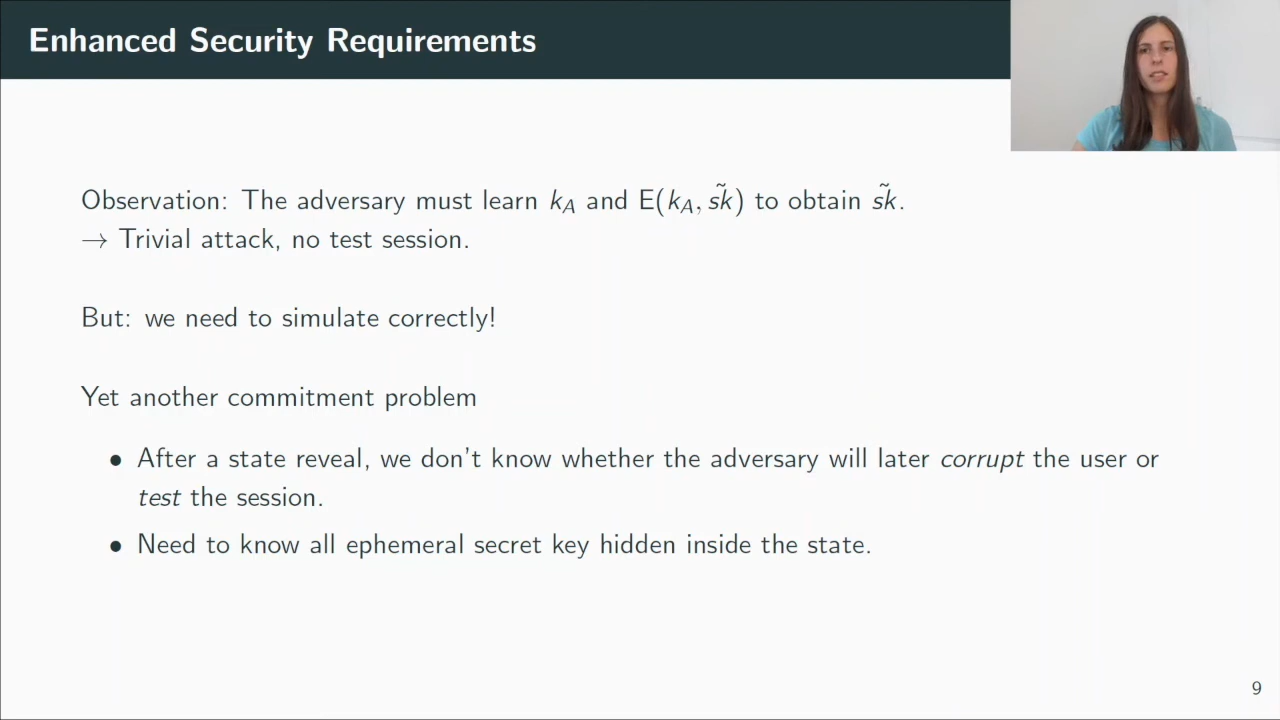 Enhanced Security Requirements
Observation: The adversary must learn k_A and E(k_A, s̃k) to obtain s̃k.
→ Trivial attack, no test session.
But: we need to simulate correctly!
Yet another commitment problem
• After a state reveal, we don't know whether the adversary will later corrupt the user or
test the session.
• Need to know all ephemeral secret key hidden inside the state.
9